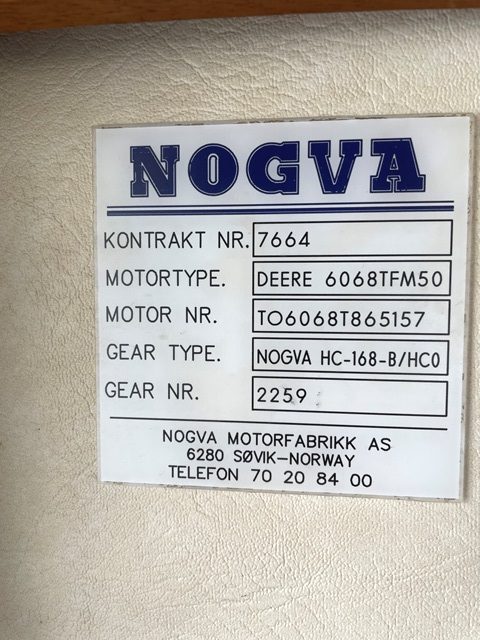 NOGVA
KONTRAKT NR. 7664
MOTORTYPE. DEERE 6068TFM50
MOTOR NR. TO6068T865157
GEAR TYPE. NOGVA HC-168-B/HC0
GEAR NR. 2259
NOGVA MOTORFABRIKK AS
6280 SØVIK-NORWAY
TELEFON 70 20 84 00